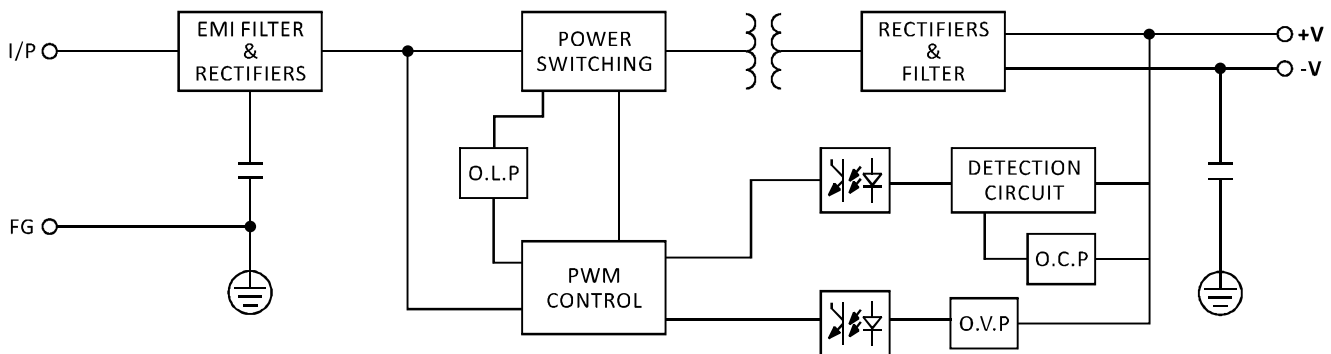 I/P
EMI FILTER
&
RECTIFIERS
POWER
SWITCHING
RECTIFIERS
&
FILTER
+V
-V
O.L.P
DETECTION
CIRCUIT
FG
O.C.P
PWM
CONTROL
O.V.P